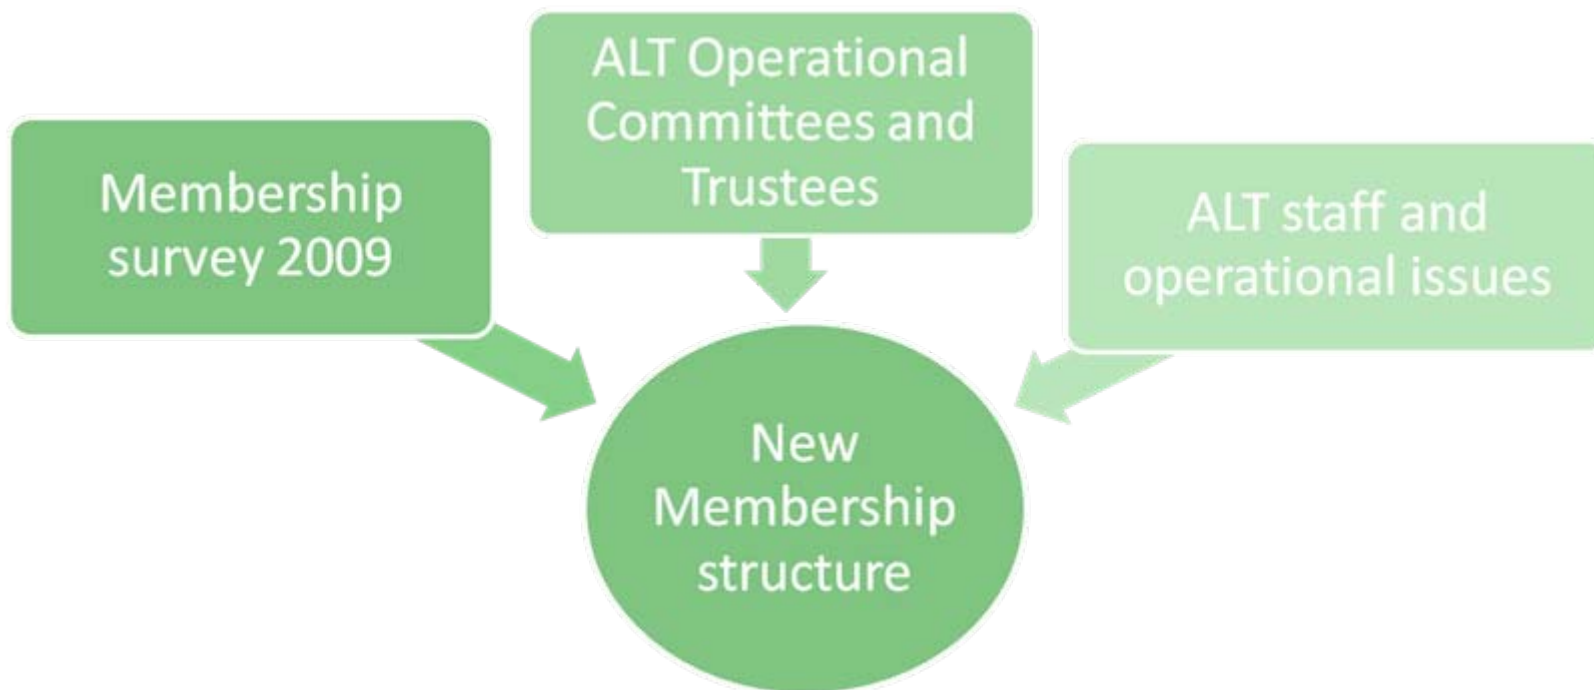 Membership
survey 2009
ALT Operational
Committees and
Trustees
ALT staff and
operational issues
New
Membership
structure